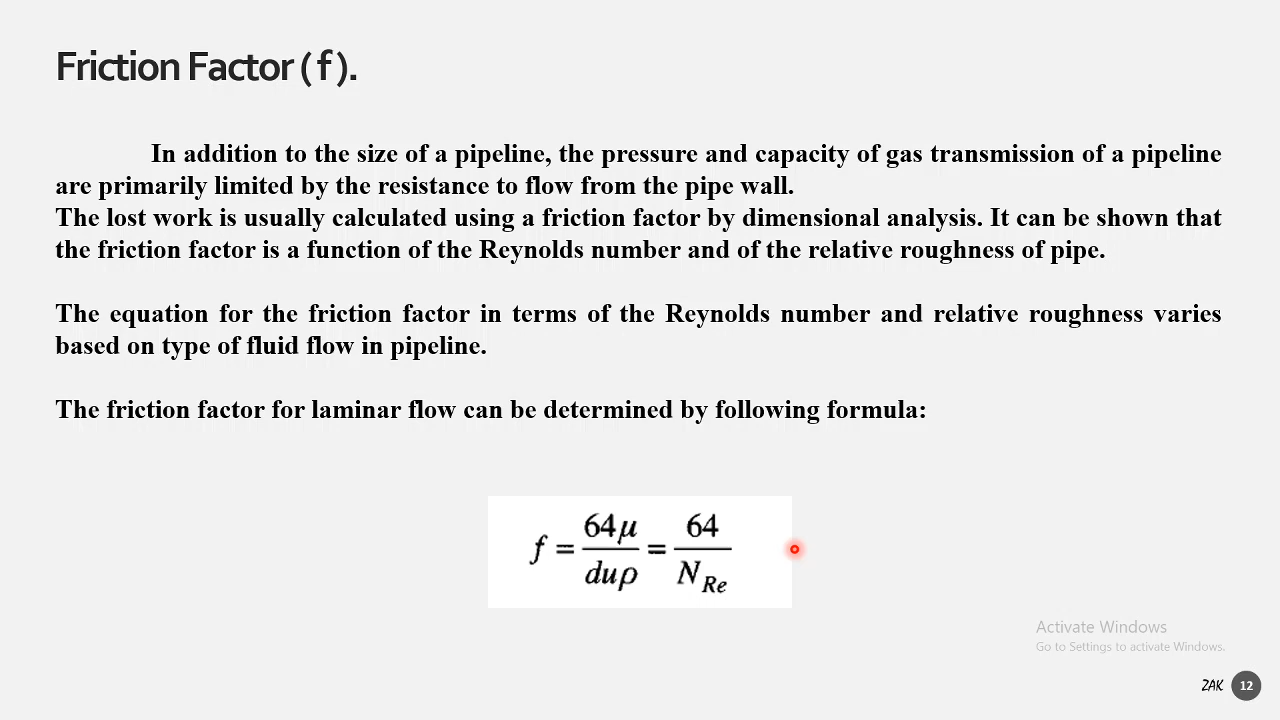 Friction Factor ( f ).
In addition to the size of a pipeline, the pressure and capacity of gas transmission of a pipeline
are primarily limited by the resistance to flow from the pipe wall.
The lost work is usually calculated using a friction factor by dimensional analysis. It can be shown that
the friction factor is a function of the Reynolds number and of the relative roughness of pipe.
The equation for the friction factor in terms of the Reynolds number and relative roughness varies
based on type of fluid flow in pipeline.
The friction factor for laminar flow can be determined by following formula:
f = 64μ / duρ = 64 / N_Re
Activate Windows
Go to Settings to activate Windows.
ZAK 12